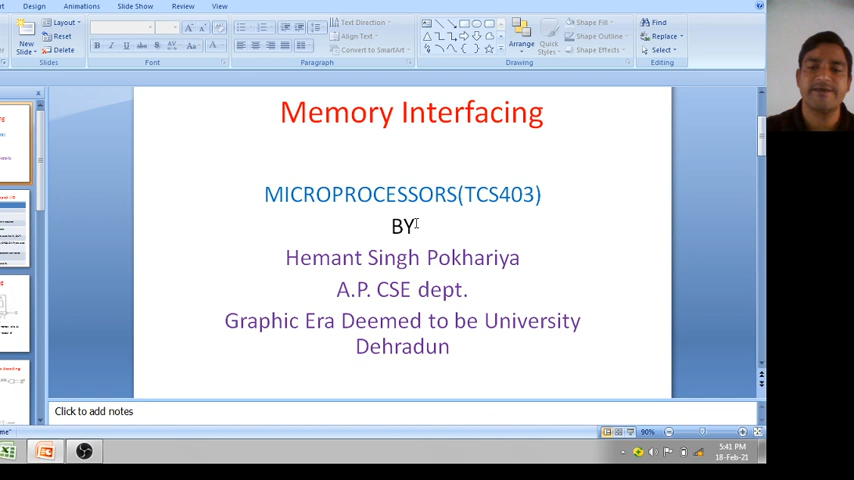 Design Animations Slide Show Review View
Layout
Reset
New
Slide
Delete
Font
Text Direction
Align Text
Convert to SmartArt
Paragraph
Arrange
Quick
Styles
Shape Fill
Shape Outline
Shape Effects
Drawing
Find
Replace
Select
Editing
Memory Interfacing
MICROPROCESSORS(TCS403)
BY
Hemant Singh Pokhariya
A.P. CSE dept.
Graphic Era Deemed to be University
Dehradun
Click to add notes
90%
5:41 PM
18-Feb-21